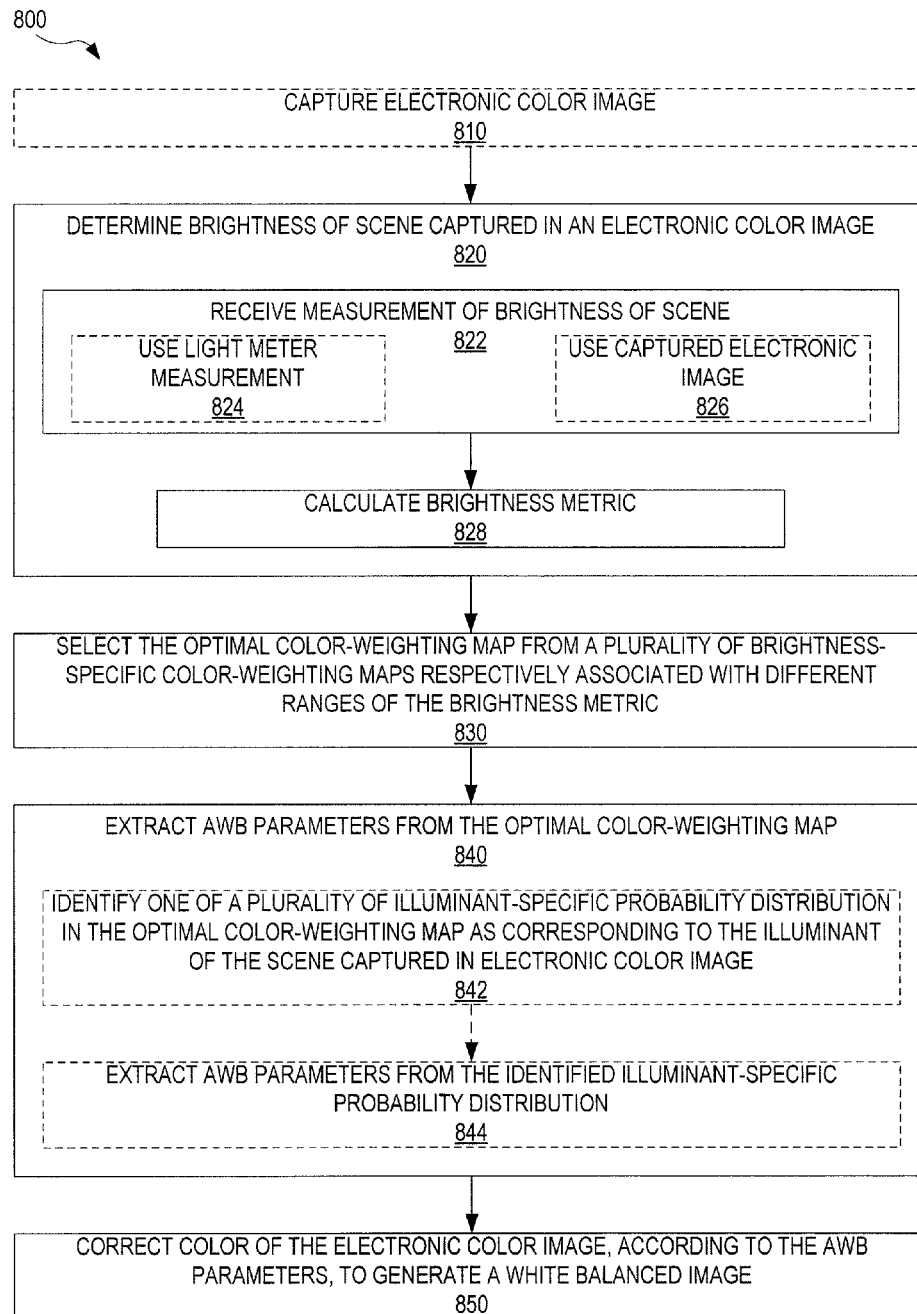 800
CAPTURE ELECTRONIC COLOR IMAGE
810
DETERMINE BRIGHTNESS OF SCENE CAPTURED IN AN ELECTRONIC COLOR IMAGE
820
RECEIVE MEASUREMENT OF BRIGHTNESS OF SCENE
822
USE LIGHT METER
MEASUREMENT
824
USE CAPTURED ELECTRONIC
IMAGE
826
CALCULATE BRIGHTNESS METRIC
828
SELECT THE OPTIMAL COLOR-WEIGHTING MAP FROM A PLURALITY OF BRIGHTNESS-
SPECIFIC COLOR-WEIGHTING MAPS RESPECTIVELY ASSOCIATED WITH DIFFERENT
RANGES OF THE BRIGHTNESS METRIC
830
EXTRACT AWB PARAMETERS FROM THE OPTIMAL COLOR-WEIGHTING MAP
840
IDENTIFY ONE OF A PLURALITY OF ILLUMINANT-SPECIFIC PROBABILITY DISTRIBUTION
IN THE OPTIMAL COLOR-WEIGHTING MAP AS CORRESPONDING TO THE ILLUMINANT
OF THE SCENE CAPTURED IN ELECTRONIC COLOR IMAGE
842
EXTRACT AWB PARAMETERS FROM THE IDENTIFIED ILLUMINANT-SPECIFIC
PROBABILITY DISTRIBUTION
844
CORRECT COLOR OF THE ELECTRONIC COLOR IMAGE, ACCORDING TO THE AWB
PARAMETERS, TO GENERATE A WHITE BALANCED IMAGE
850